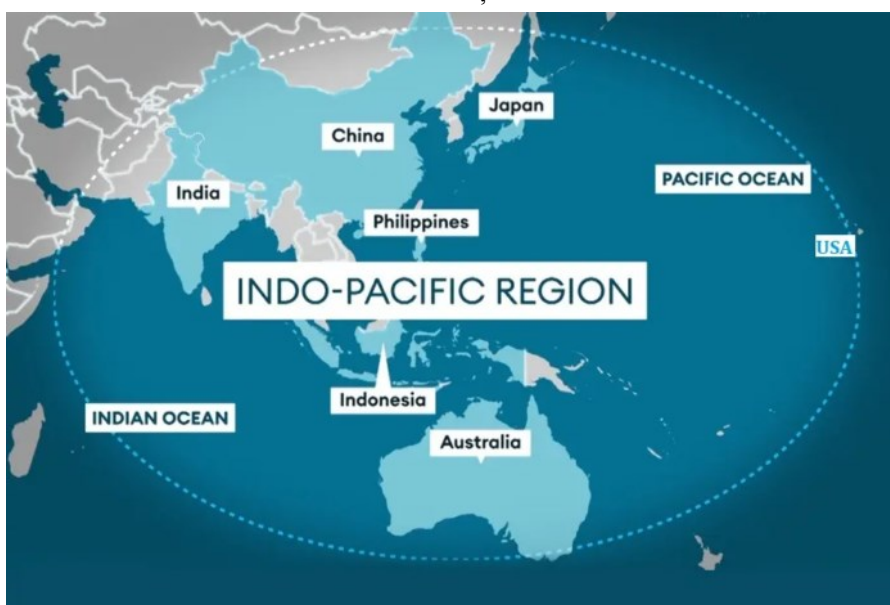 Japan
China
PACIFIC OCEAN
India
Philippines
USA
INDO-PACIFIC REGION
Indonesia
INDIAN OCEAN
Australia